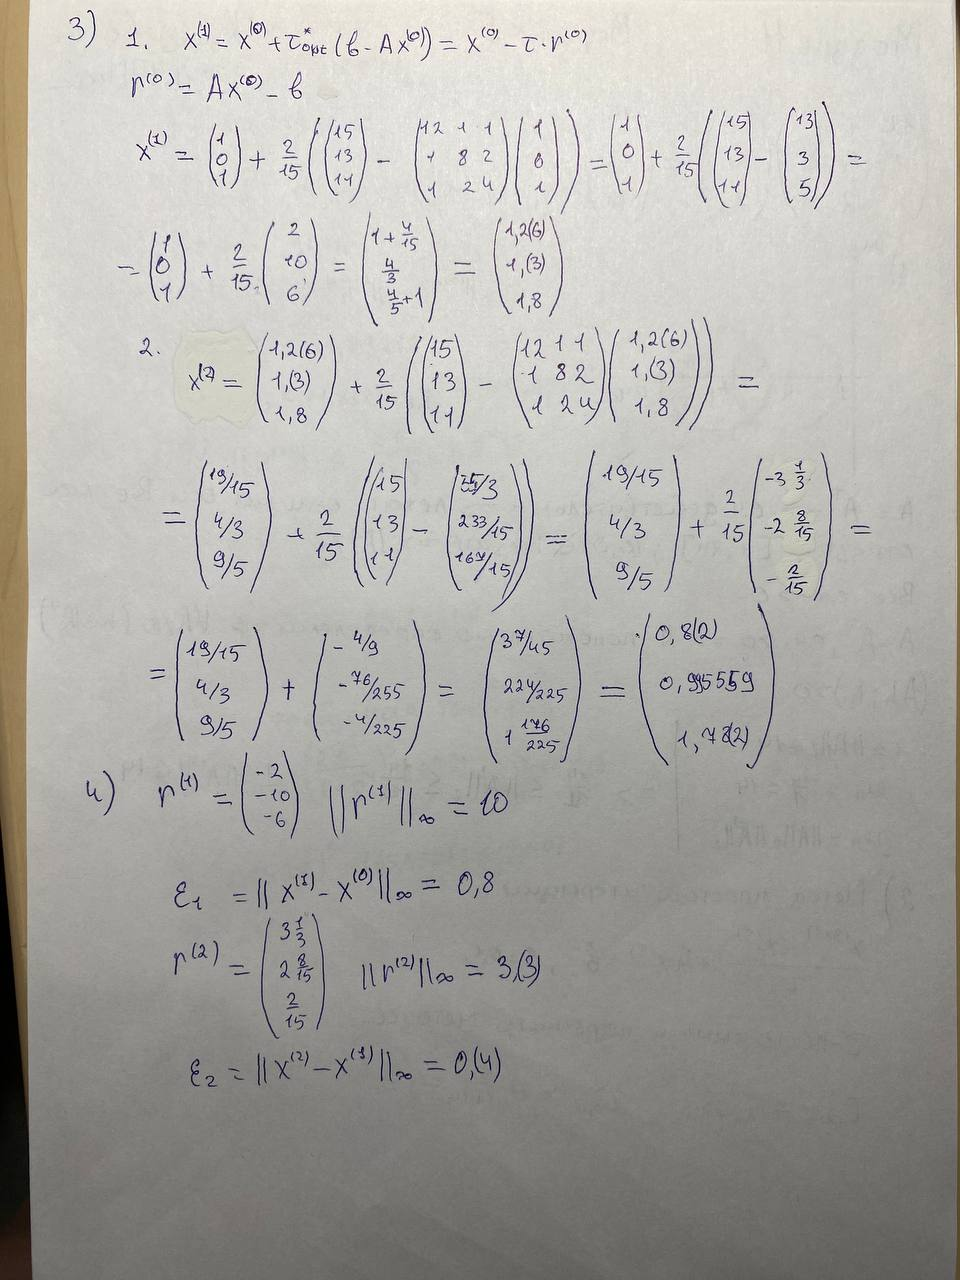 3) 1. x⁽¹⁾ = x⁽⁰⁾ + τ*opt (b - Ax⁽⁰⁾) = x⁽⁰⁾ - τ · r⁽⁰⁾
r⁽⁰⁾ = Ax⁽⁰⁾ - b
x⁽¹⁾ = (1; 0; 1) + 2/15 ((15; 13; 11) - (12 1 1; 1 8 2; 1 2 4) (1; 0; 1)) = (1; 0; 1) + 2/15 ((15; 13; 11) - (13; 3; 5)) =
= (1; 0; 1) + 2/15 (2; 10; 6) = (1 + 4/15; 4/3; 4/5 + 1) = (1,2(6); 1,(3); 1,8)
2. x⁽²⁾ = (1,2(6); 1,(3); 1,8) + 2/15 ((15; 13; 11) - (12 1 1; 1 8 2; 1 2 4) (1,2(6); 1,(3); 1,8)) =
= (19/15; 4/3; 9/5) + 2/15 ((15; 13; 11) - (55/3; 233/15; 167/15)) = (19/15; 4/3; 9/5) + 2/15 (-3 1/3; -2 8/15; -2/15) =
= (19/15; 4/3; 9/5) + (-4/9; -76/255; -4/225) = (37/45; 224/225; 1 176/225) = (0,8(2); 0,995559; 1,78(2))
4) r⁽¹⁾ = (-2; -10; -6) ||r⁽¹⁾||∞ = 10
ε₁ = ||x⁽¹⁾ - x⁽⁰⁾||∞ = 0,8
r⁽²⁾ = (3 1/3; 2 8/15; 2/15) ||r⁽²⁾||∞ = 3,(3)
ε₂ = ||x⁽²⁾ - x⁽¹⁾||∞ = 0,(4)